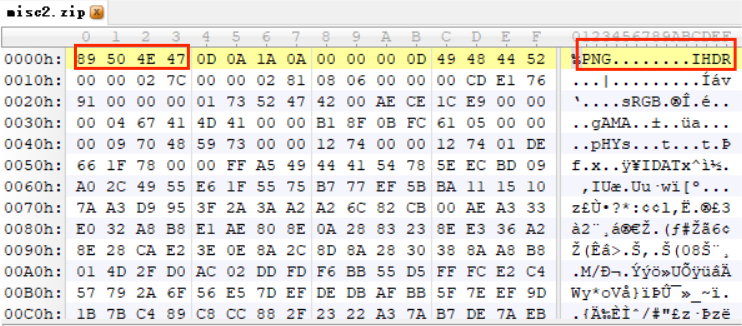 misc2.zip
0 1 2 3 4 5 6 7 8 9 A B C D E F 0123456789ABCDEF
0000h: 89 50 4E 47 0D 0A 1A 0A 00 00 00 0D 49 48 44 52 ‰PNG........IHDR
0010h: 00 00 02 7C 00 00 02 81 08 06 00 00 00 CD E1 76 ...|.........Íáv
0020h: 91 00 00 00 01 73 52 47 42 00 AE CE 1C E9 00 00 ‘....sRGB.®Î.é..
0030h: 00 04 67 41 4D 41 00 00 B1 8F 0B FC 61 05 00 00 ..gAMA..±..üa...
0040h: 00 09 70 48 59 73 00 00 12 74 00 00 12 74 01 DE ..pHYs...t...t.Þ
0050h: 66 1F 78 00 00 FF A5 49 44 41 54 78 5E EC BD 09 f.x..ÿ¥IDATx^ì½.
0060h: A0 2C 49 55 E6 1F 55 75 B7 77 EF 5B BA 11 15 10 ,IUæ.Uu·wï[º...
0070h: 7A A3 D9 95 3F 2A 3A A2 A2 6C 82 CB 00 AE A3 33 z£Ù•?*:¢¢l‚Ë.®£3
0080h: E0 32 A8 B8 E1 AE 80 8E 0A 28 83 23 8E E3 36 A2 à2¨¸á®€Ž.(ƒ#Žã6¢
0090h: 8E 28 CA E2 3E 0E 8A 2C 8D 8A 28 30 38 A A8 B8 Ž(Êâ>.Š,.Š(08Š¨¸
00A0h: 01 4D 2F D0 AC 02 DD FD F6 BB 55 D5 FF FC E2 C4 .M/Ð¬.Ýýö»UÕÿüâÄ
00B0h: 57 79 2A 6F 56 E5 7D EF DE DB AF BB 5F 7E EF 9D Wy*oVå}ïÞÛ¯»_~ï.
00C0h: 1B 7B C4 89 C8 CC 88 2F 23 22 A7 7A B7 DE 7A EB .{Ä‰ÈÌˆ/#"§z·Þzë